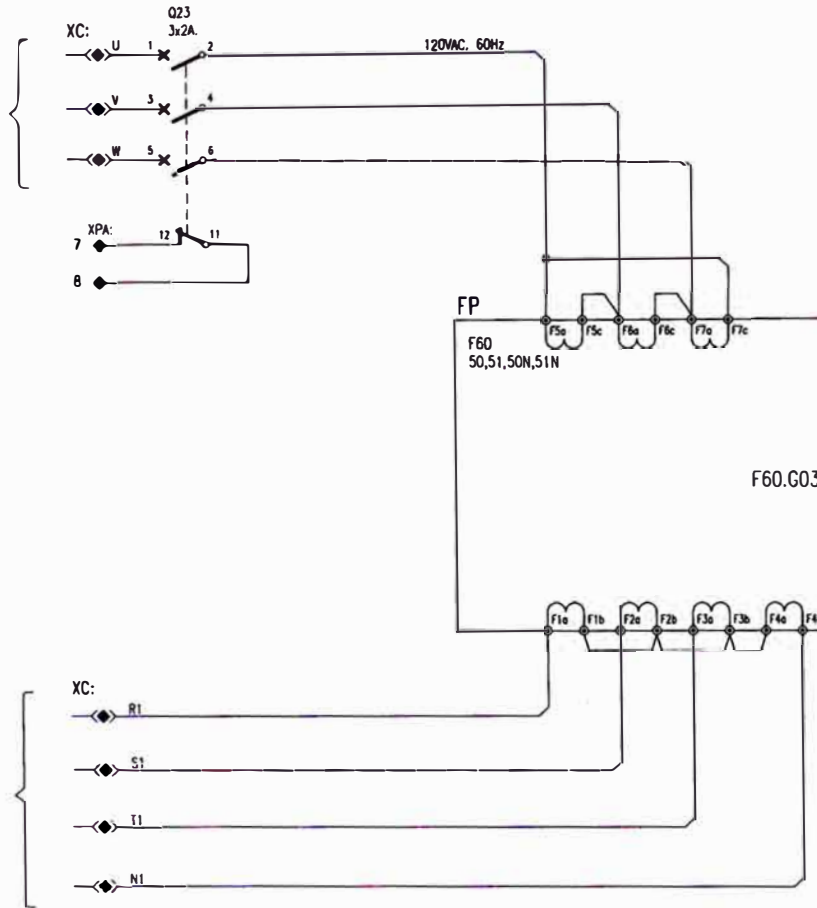 Q23
3x2A.
XC:
U 1 2 120VAC, 60Hz
V 3 4
W 5 6
XPA:
7 12 11
8
FP
F5a F5c F6a F6c F7a F7c
F60
50,51,50N,51N
F60.G03
F1a F1b F2a F2b F3a F3b F4a F4
XC:
R1
S1
T1
N1